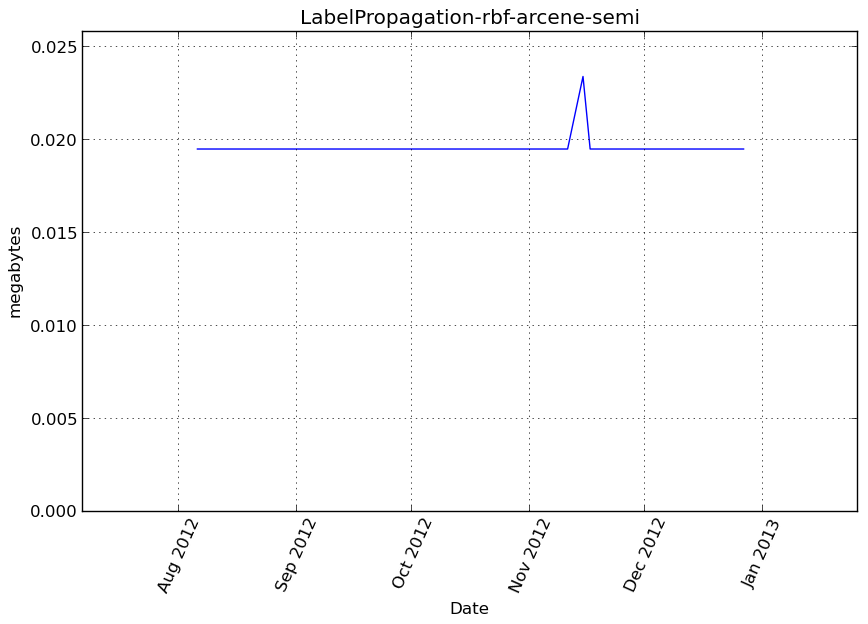 LabelPropagation-rbf-arcene-semi
0.025
0.020
0.015
0.010
0.005
0.000
megabytes
Aug 2012
Sep 2012
Oct 2012
Nov 2012
Dec 2012
Jan 2013
Date